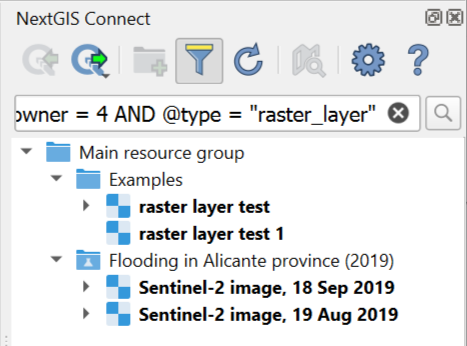 NextGIS Connect
owner = 4 AND @type = "raster_layer"
Main resource group
Examples
raster layer test
raster layer test 1
Flooding in Alicante province (2019)
Sentinel-2 image, 18 Sep 2019
Sentinel-2 image, 19 Aug 2019